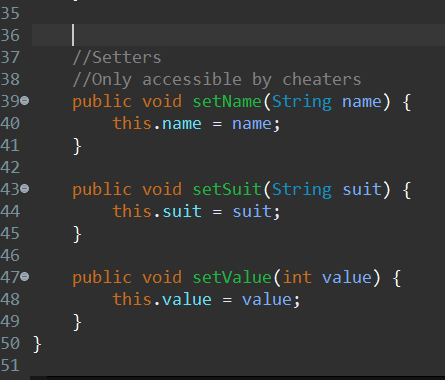 35
36
37 //Setters
38 //Only accessible by cheaters
39 public void setName(String name) {
40 this.name = name;
41 }
42
43 public void setSuit(String suit) {
44 this.suit = suit;
45 }
46
47 public void setValue(int value) {
48 this.value = value;
49 }
50 }
51